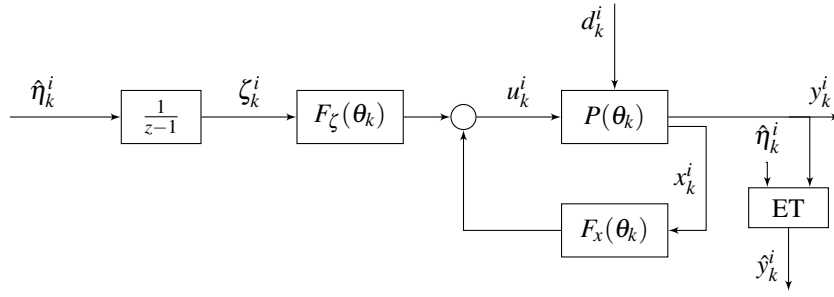 d_k^i
η̂_k^i
1/(z−1)
ζ_k^i
F_ζ(θ_k)
u_k^i
P(θ_k)
y_k^i
η̂_k^i
x_k^i
F_x(θ_k)
ET
ŷ_k^i